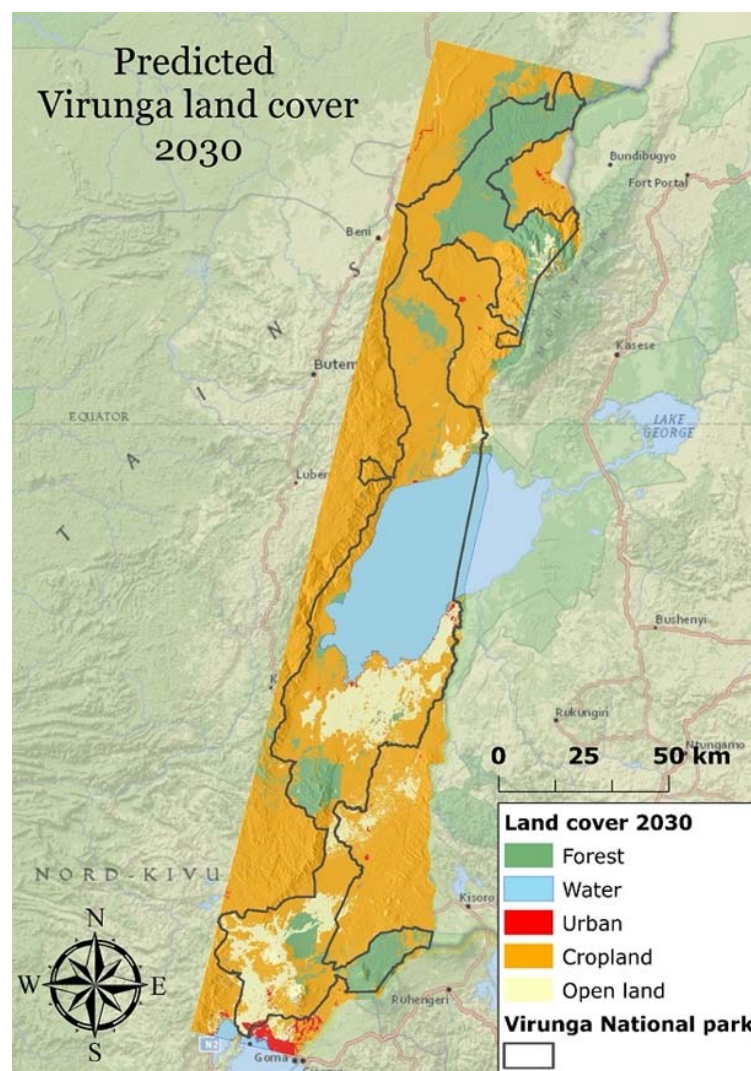 Predicted
Virunga land cover
2030
Bundibugyo
Fort Portal
Beni
S
N
MOUNTAIN
Kasese
Butem
I
EQUATOR
LAKE
GEORGE
A
Luber
T
Bushenyi
K
Rukungiri
Ntungamo
0 25 50 km
Land cover 2030
Forest
Water
Urban
Cropland
Open land
Virunga National park
NORD-KIVU
Kisoro
N
W E
S
Ruhengeri
N2
Goma